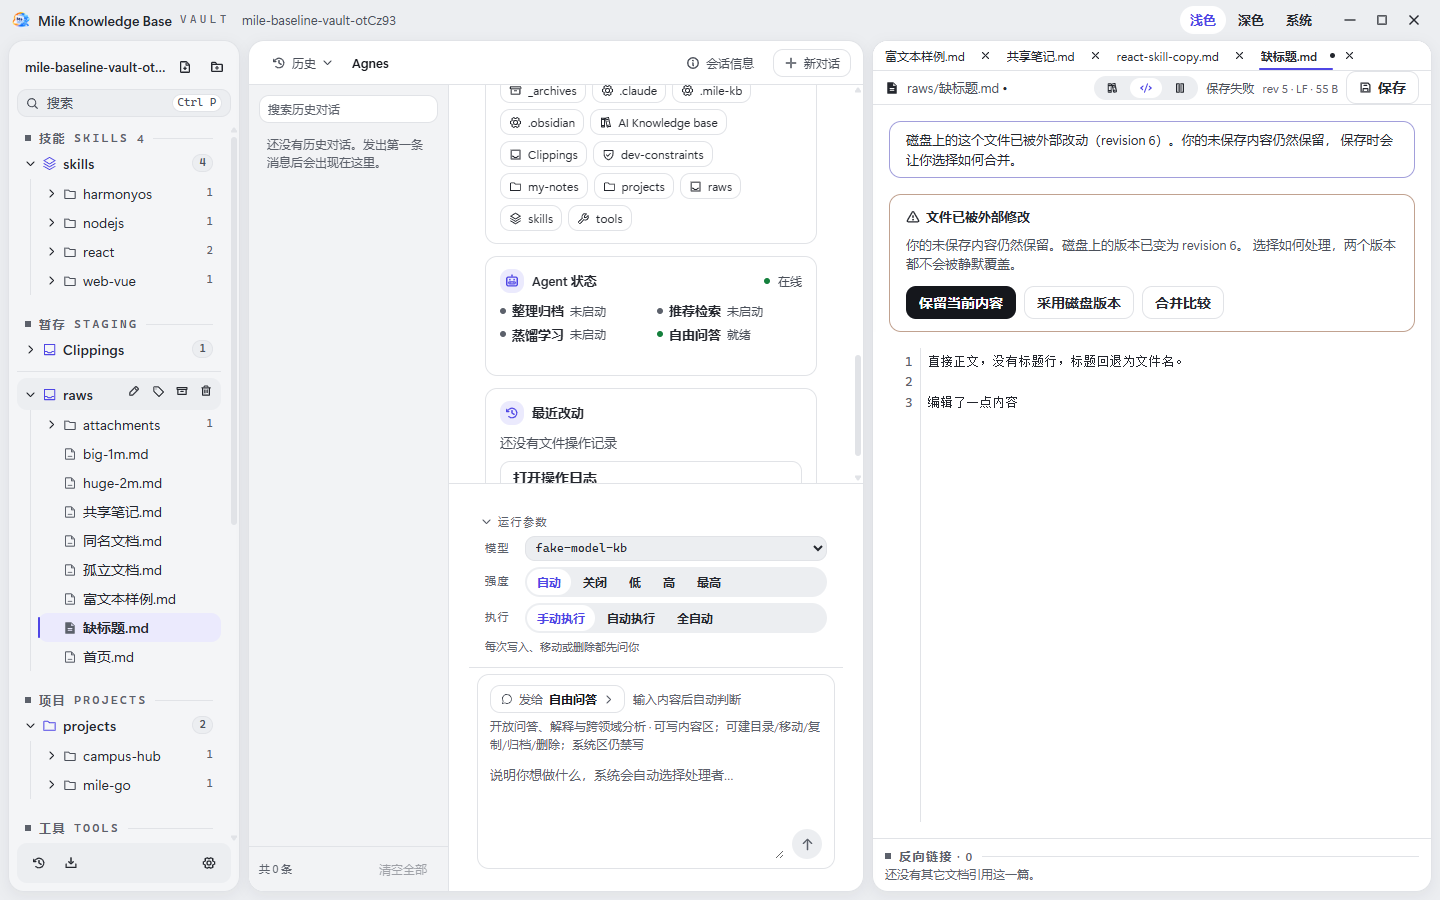 Mile Knowledge Base VAULT mile-baseline-vault-otCz93
浅色 深色 系统
mile-baseline-vault-ot...
搜索 Ctrl P
技能 SKILLS 4
skills 4
harmonyos 1
nodejs 1
react 2
web-vue 1
暂存 STAGING
Clippings 1
raws
attachments 1
big-1m.md
huge-2m.md
共享笔记.md
同名文档.md
孤立文档.md
富文本样例.md
缺标题.md
首页.md
项目 PROJECTS
projects 2
campus-hub 1
mile-go 1
工具 TOOLS
历史 Agnes 会话信息 新对话
搜索历史对话
还没有历史对话。发出第一条
消息后会出现在这里。
共 0 条 清空全部
_archives .claude .mile-kb
.obsidian AI Knowledge base
Clippings dev-constraints
my-notes projects raws
skills tools
Agent 状态 在线
整理归档 未启动 推荐检索 未启动
蒸馏学习 未启动 自由问答 就绪
最近改动
还没有文件操作记录
打开操作日志
运行参数
模型 fake-model-kb
强度 自动 关闭 低 高 最高
执行 手动执行 自动执行 全自动
每次写入、移动或删除都先问你
发给 自由问答 输入内容后自动判断
开放问答、解释与跨领域分析 · 可写内容区；可建目录/移动/复
制/归档/删除；系统区仍禁写
说明你想做什么，系统会自动选择处理者...
富文本样例.md 共享笔记.md react-skill-copy.md 缺标题.md
raws/缺标题.md • 保存失败 rev 5 · LF · 55 B 保存
磁盘上的这个文件已被外部改动（revision 6）。你的未保存内容仍然保留， 保存时会
让你选择如何合并。
文件已被外部修改
你的未保存内容仍然保留。磁盘上的版本已变为 revision 6。 选择如何处理，两个版本
都不会被静默覆盖。
保留当前内容 采用磁盘版本 合并比较
1 直接正文，没有标题行，标题回退为文件名。
2
3 编辑了一点内容
反向链接 · 0
还没有其它文档引用这一篇。